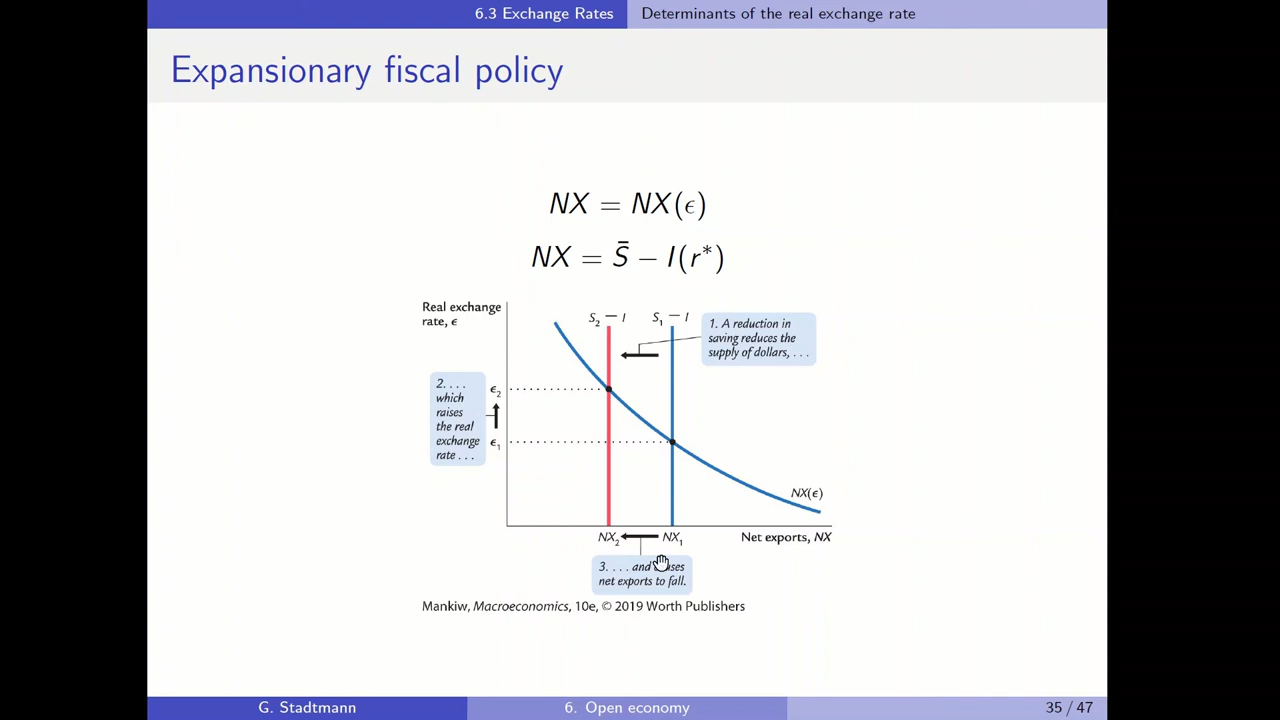 6.3 Exchange Rates Determinants of the real exchange rate
Expansionary fiscal policy
NX = NX(ϵ)
NX = S̄ − I(r*)
Real exchange
rate, ϵ
S₂ − I
S₁ − I
1. A reduction in
saving reduces the
supply of dollars, . . .
2. . . .
which
raises
the real
exchange
rate . . .
ϵ₂
ϵ₁
NX(ϵ)
NX₂
NX₁
Net exports, NX
3. . . . and
net exports to fall.
Mankiw, Macroeconomics, 10e, © 2019 Worth Publishers
G. Stadtmann 6. Open economy 35 / 47